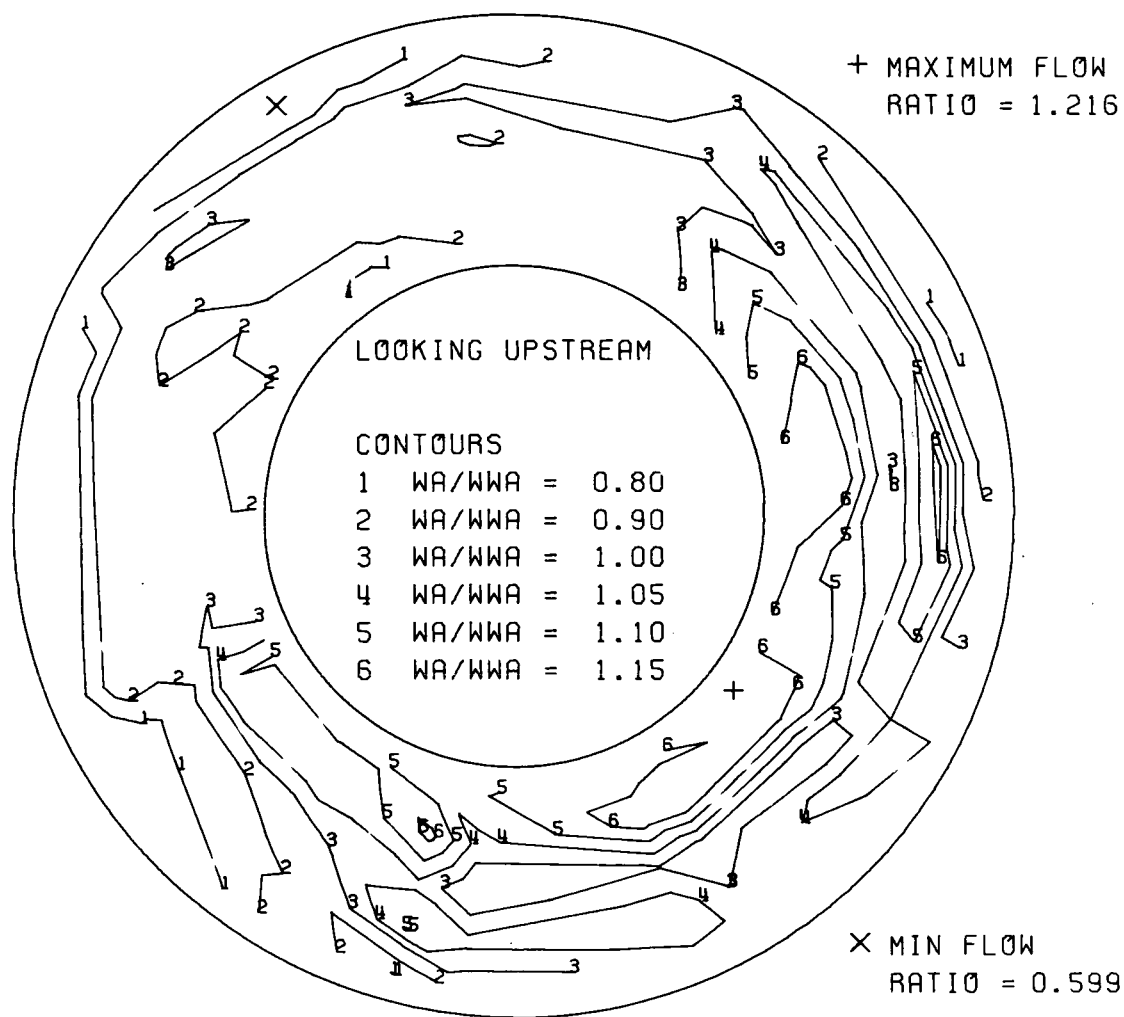 + MAXIMUM FLOW
RATIO = 1.216
LOOKING UPSTREAM
CONTOURS
1 WA/WWA = 0.80
2 WA/WWA = 0.90
3 WA/WWA = 1.00
4 WA/WWA = 1.05
5 WA/WWA = 1.10
6 WA/WWA = 1.15
X MIN FLOW
RATIO = 0.599